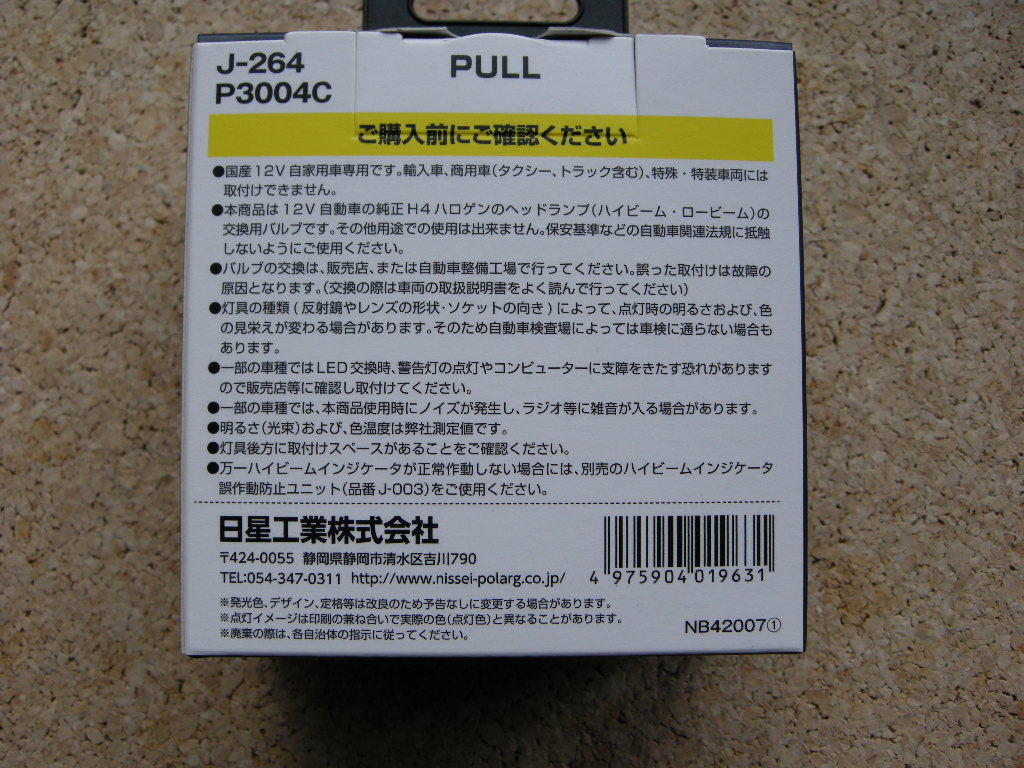 J-264
P3004C
PULL
ご購入前にご確認ください
●国産12V自家用車専用です。輸入車、商用車(タクシー、トラック含む)、特殊・特装車両には
取付けできません。
●本商品は12V自動車の純正H4ハロゲンのヘッドランプ(ハイビーム・ロービーム)の
交換用バルブです。その他用途での使用は出来ません。保安基準などの自動車関連法規に抵触
しないようにご使用ください。
●バルブの交換は、販売店、または自動車整備工場で行ってください。誤った取付けは故障の
原因となります。(交換の際は車両の取扱説明書をよく読んで行ってください)
●灯具の種類(反射鏡やレンズの形状・ソケットの向き)によって、点灯時の明るさおよび、色
の見栄えが変わる場合があります。そのため自動車検査場によっては車検に通らない場合も
あります。
●一部の車種ではLED交換時、警告灯の点灯やコンピューターに支障をきたす恐れがあります
ので販売店等に確認し取付けてください。
●一部の車種では、本商品使用時にノイズが発生し、ラジオ等に雑音が入る場合があります。
●明るさ(光束)および、色温度は弊社測定値です。
●灯具後方に取付けスペースがあることをご確認ください。
●万一ハイビームインジケータが正常作動しない場合には、別売のハイビームインジケータ
誤作動防止ユニット(品番J-003)をご使用ください。
日星工業株式会社
〒424-0055 静岡県静岡市清水区吉川790
TEL:054-347-0311 http://www.nissei-polarg.co.jp/
4 975904 019631
※発光色、デザイン、定格等は改良のため予告なしに変更する場合があります。
※点灯イメージは印刷の兼ね合いで実際の色(点灯色)と異なることがあります。
※廃棄の際は、各自治体の指示に従ってください。
NB42007①